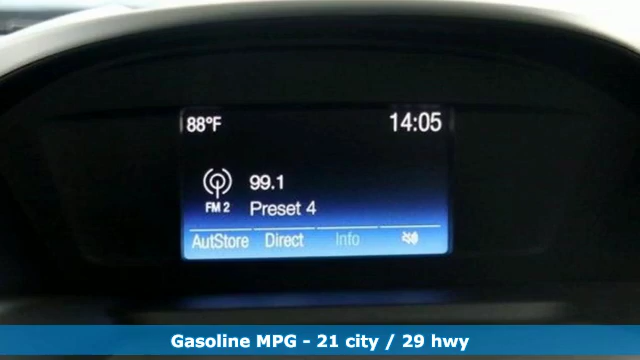 88°F 14:05
99.1
FM 2 Preset 4
AutStore Direct Info
Gasoline MPG - 21 city / 29 hwy